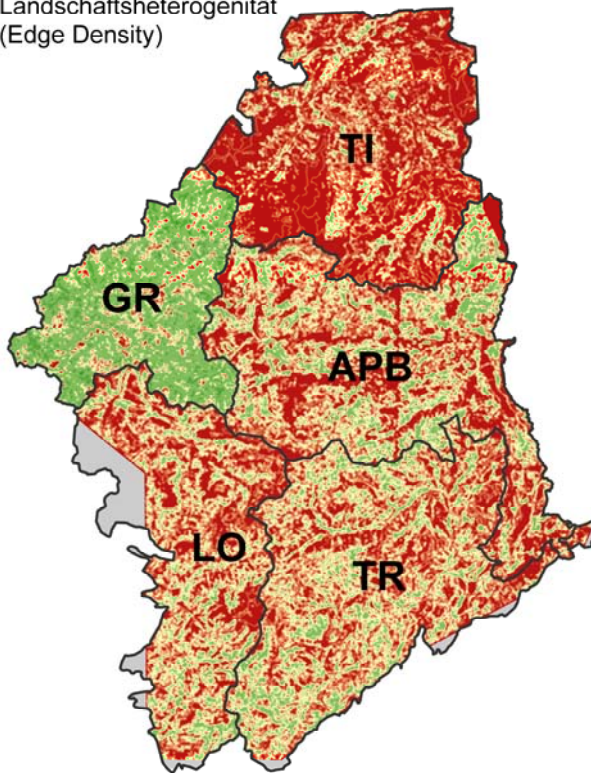 Landschaftsheterogenität
(Edge Density)
TI
GR
APB
LO
TR